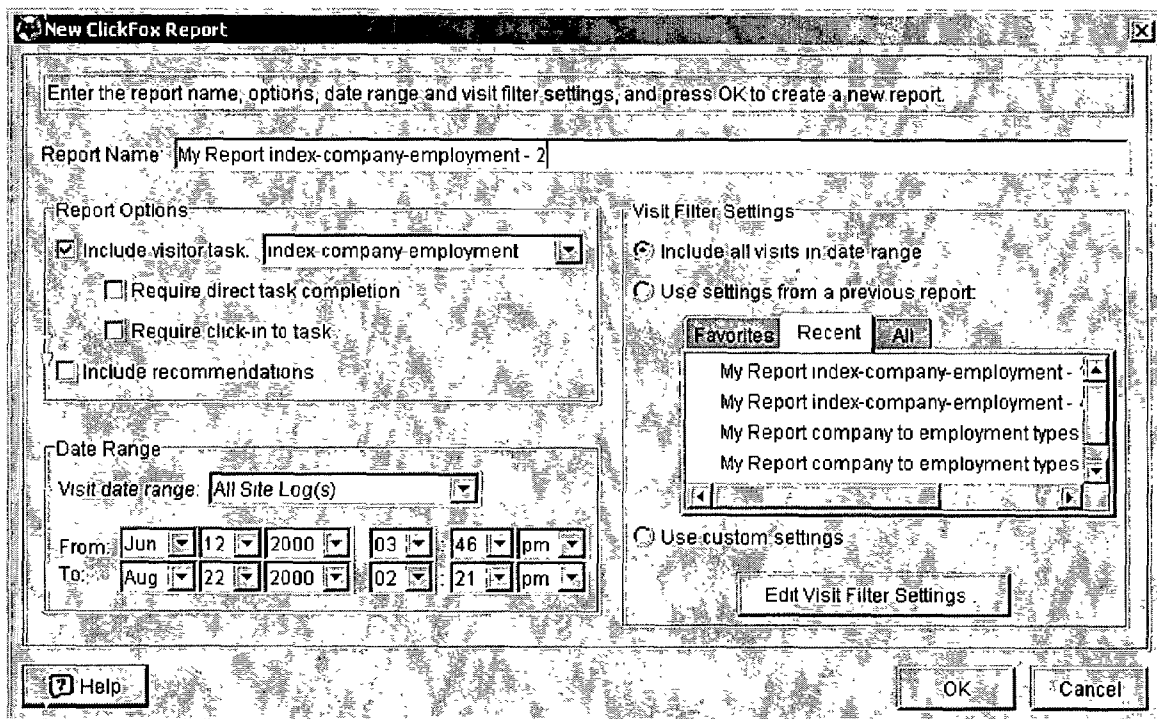 New ClickFox Report
Enter the report name, options, date range and visit filter settings, and press OK to create a new report.
Report Name: My Report index-company-employment - 2
Report Options
Include visitor task. index-company-employment
Require direct task completion
Require click-in to task
Include recommendations
Date Range
Visit date range: All Site Log(s)
From: Jun 12 2000 03 : 46 pm
To: Aug 22 2000 02 : 21 pm
Visit Filter Settings
Include all visits in date range
Use settings from a previous report:
Favorites Recent All
My Report index-company-employment -
My Report index-company-employment -
My Report company to employment types
My Report company to employment types
Use custom settings
Edit Visit Filter Settings
Help OK Cancel